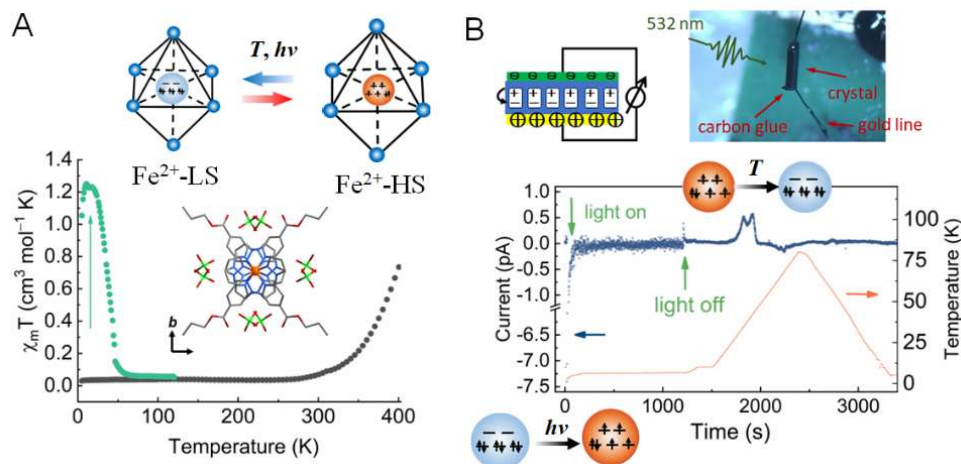 A
T, hν
Fe²⁺-LS
Fe²⁺-HS
χₘT (cm³ mol⁻¹ K)
1.4
1.2
1.0
0.8
0.6
0.4
0.2
0.0
b
0
100
200
300
400
Temperature (K)
B
532 nm
crystal
carbon glue
gold line
T
light on
light off
Current (pA)
1.0
0.5
0.0
-0.5
-1.0
-6.5
-7.0
-7.5
100
75
50
25
0
Temperature (K)
0
1200
2400
Time (s)
hν